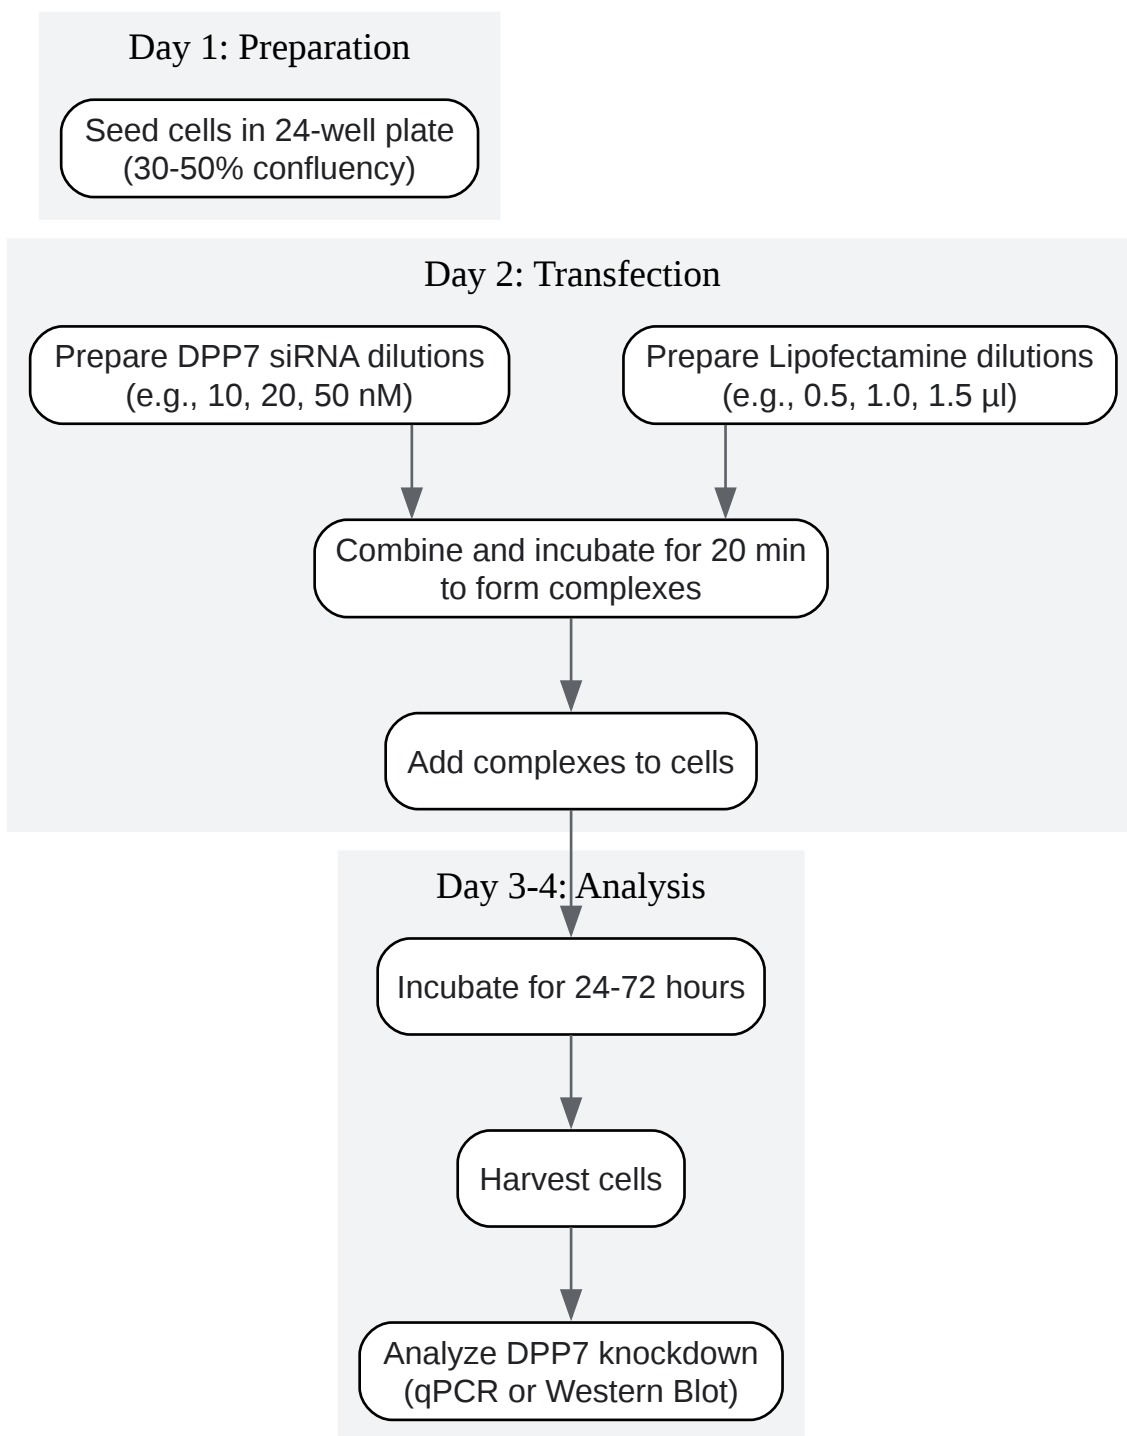 Day 1: Preparation
Seed cells in 24-well plate
(30-50% confluency)
Day 2: Transfection
Prepare DPP7 siRNA dilutions
(e.g., 10, 20, 50 nM)
Prepare Lipofectamine dilutions
(e.g., 0.5, 1.0, 1.5 µl)
Combine and incubate for 20 min
to form complexes
Add complexes to cells
Day 3-4: Analysis
Incubate for 24-72 hours
Harvest cells
Analyze DPP7 knockdown
(qPCR or Western Blot)